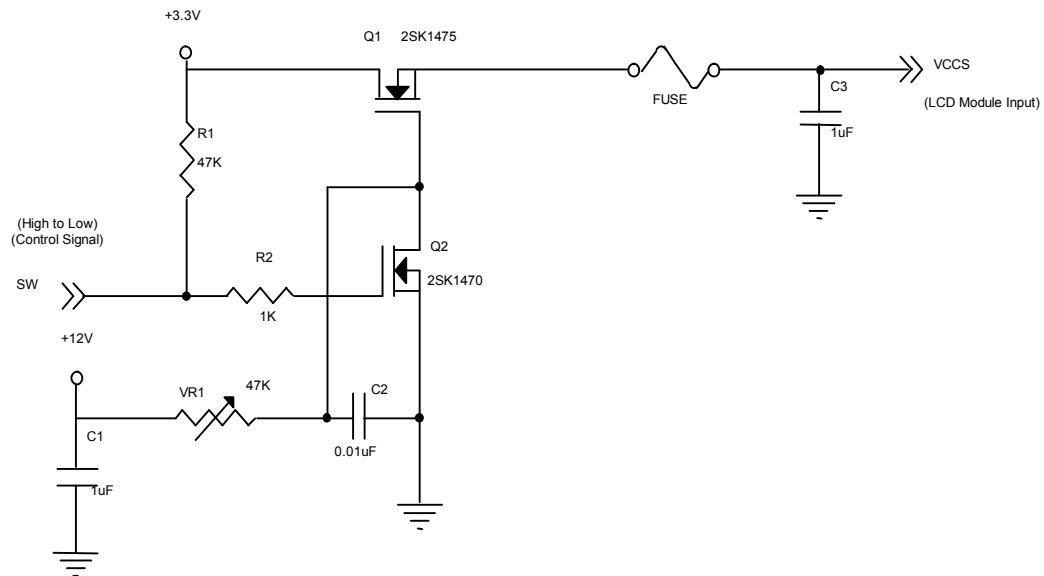 +3.3V
Q1 2SK1475
VCCS
FUSE
C3
(LCD Module Input)
1uF
R1
47K
(High to Low)
(Control Signal)
Q2
R2
SW
2SK1470
1K
+12V
VR1
47K
C2
C1
0.01uF
1uF